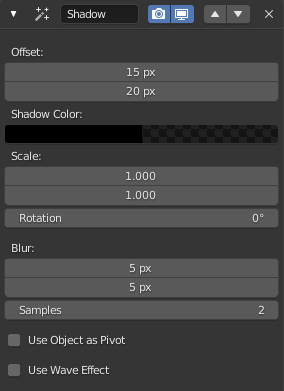 Shadow
Offset:
15 px
20 px
Shadow Color:
Scale:
1.000
1.000
Rotation 0°
Blur:
5 px
5 px
Samples 2
Use Object as Pivot
Use Wave Effect